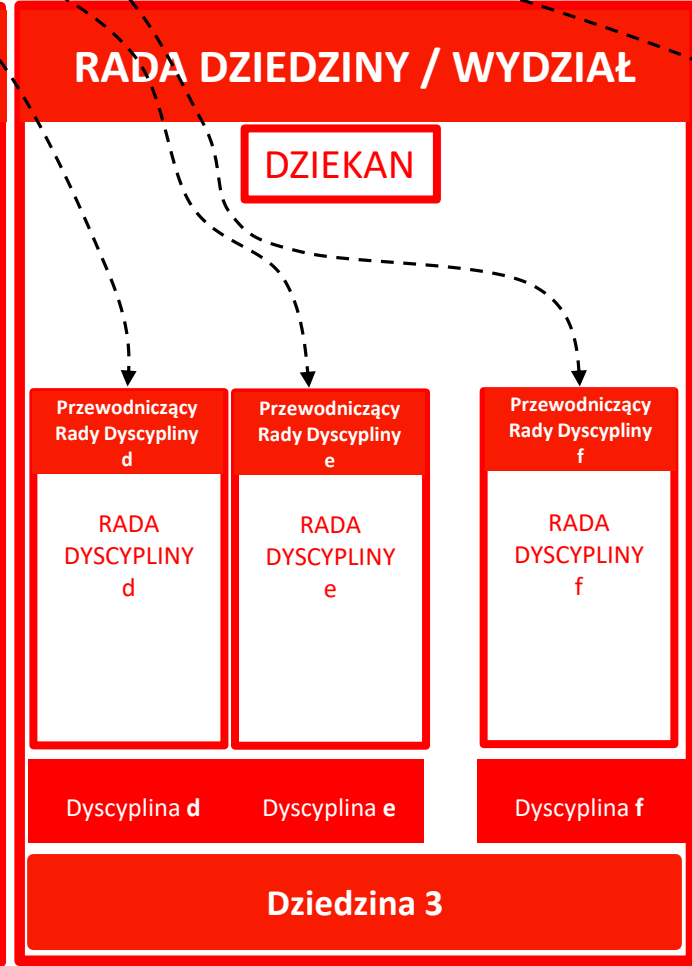 RADA DZIEDZINY / WYDZIAŁ
DZIEKAN
Przewodniczący
Rady Dyscypliny
d
RADA
DYSCYPLINY
d
Przewodniczący
Rady Dyscypliny
e
RADA
DYSCYPLINY
e
Przewodniczący
Rady Dyscypliny
f
RADA
DYSCYPLINY
f
Dyscyplina d
Dyscyplina e
Dyscyplina f
Dziedzina 3